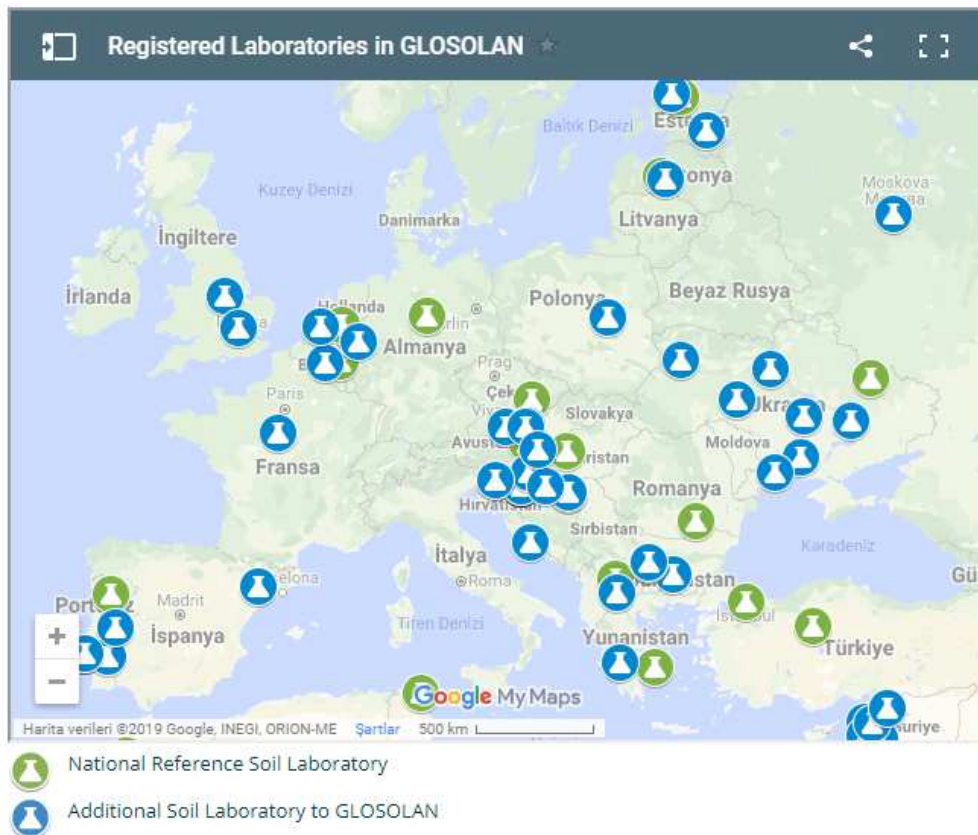 Registered Laboratories in GLOSOLAN
Baltık Denizi
Kuzey Denizi
Moskova
Danimarka
Litvanya
İngiltere
İrlanda
Polonya
Beyaz Rusya
Almanya
Prag
Paris
Slovakya
Moldova
Fransa
Romanya
Hırvatistan
Sırbistan
Karadeniz
İtalya
Roma
Madrit
İspanya
Tiren Denizi
Yunanistan
İstanbul
Türkiye
+
−
Google My Maps
Harita verileri ©2019 Google, INEGI, ORION-ME Şartlar 500 km
National Reference Soil Laboratory
Additional Soil Laboratory to GLOSOLAN